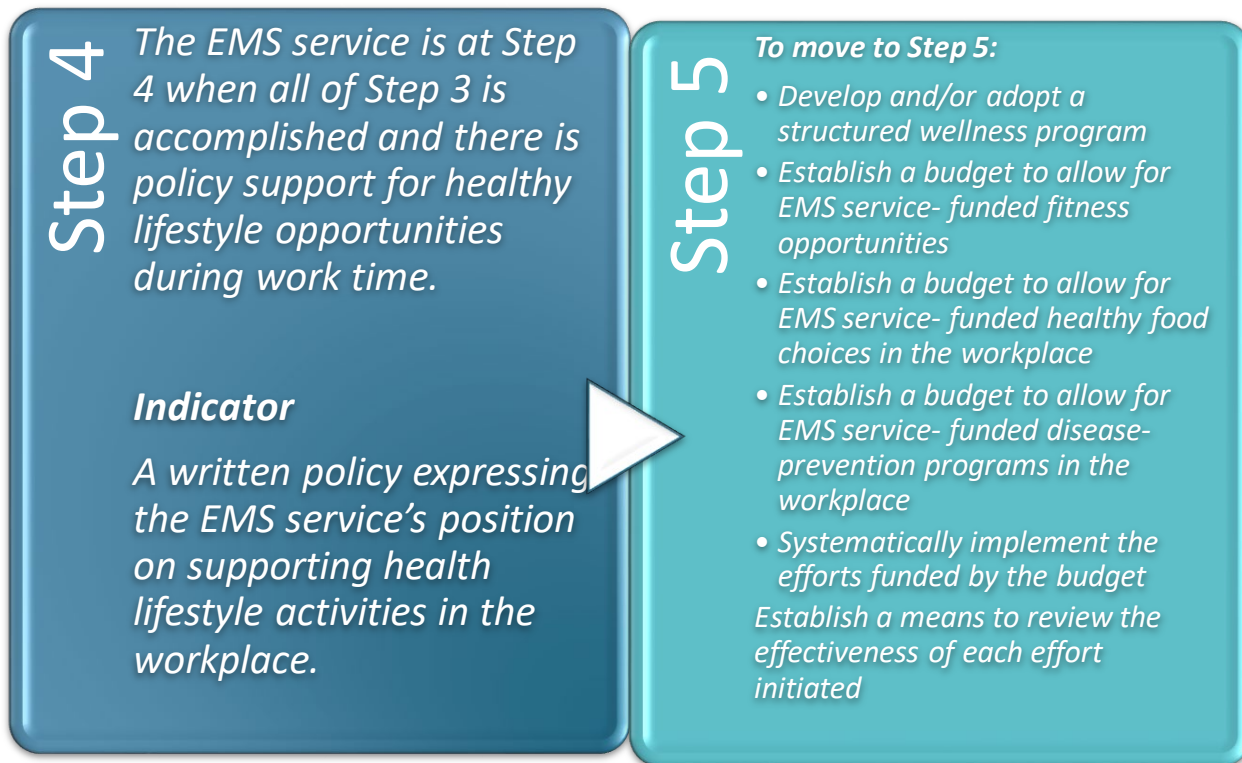 Step 4
The EMS service is at Step
4 when all of Step 3 is
accomplished and there is
policy support for healthy
lifestyle opportunities
during work time.
Indicator
A written policy expressing
the EMS service’s position
on supporting health
lifestyle activities in the
workplace.
Step 5
To move to Step 5:
• Develop and/or adopt a
structured wellness program
• Establish a budget to allow for
EMS service- funded fitness
opportunities
• Establish a budget to allow for
EMS service- funded healthy food
choices in the workplace
• Establish a budget to allow for
EMS service- funded disease-
prevention programs in the
workplace
• Systematically implement the
efforts funded by the budget
Establish a means to review the
effectiveness of each effort
initiated